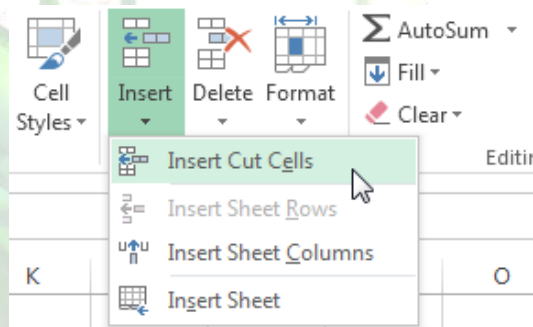 AutoSum
Fill
Cell Styles
Insert
Delete
Format
Clear
Editin
Insert Cut Cells
Insert Sheet Rows
Insert Sheet Columns
Insert Sheet
K
O